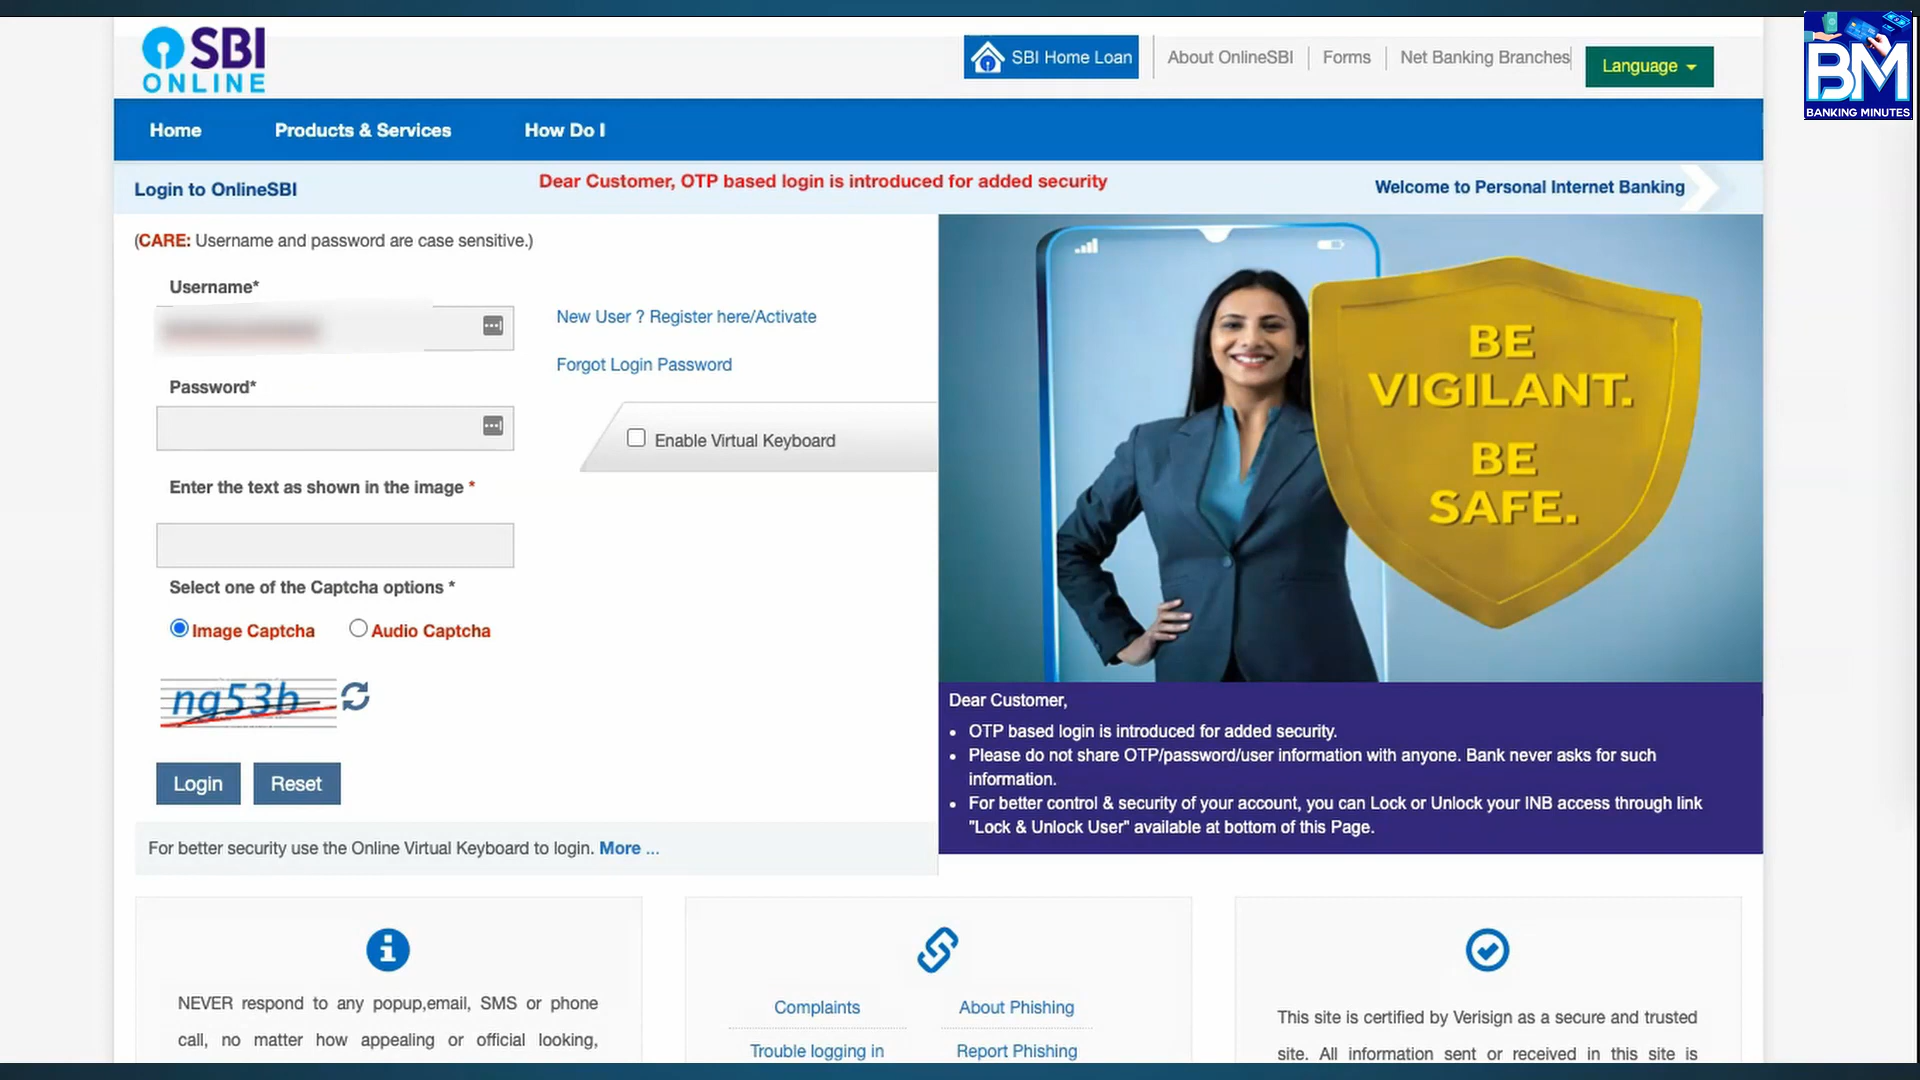 SBI
ONLINE
SBI Home Loan
About OnlineSBI
Forms
Net Banking Branches
Language
BM
BANKING MINUTES
Home
Products & Services
How Do I
Login to OnlineSBI
Dear Customer, OTP based login is introduced for added security
Welcome to Personal Internet Banking
(CARE: Username and password are case sensitive.)
Username*
New User ? Register here/Activate
Forgot Login Password
Password*
Enable Virtual Keyboard
Enter the text as shown in the image *
Select one of the Captcha options *
Image Captcha
Audio Captcha
Login
Reset
For better security use the Online Virtual Keyboard to login. More ...
BE
VIGILANT.
BE
SAFE.
Dear Customer,
OTP based login is introduced for added security.
Please do not share OTP/password/user information with anyone. Bank never asks for such
information.
For better control & security of your account, you can Lock or Unlock your INB access through link
"Lock & Unlock User" available at bottom of this Page.
NEVER respond to any popup,email, SMS or phone
call, no matter how appealing or official looking,
Complaints
About Phishing
Trouble logging in
Report Phishing
This site is certified by Verisign as a secure and trusted
site. All information sent or received in this site is